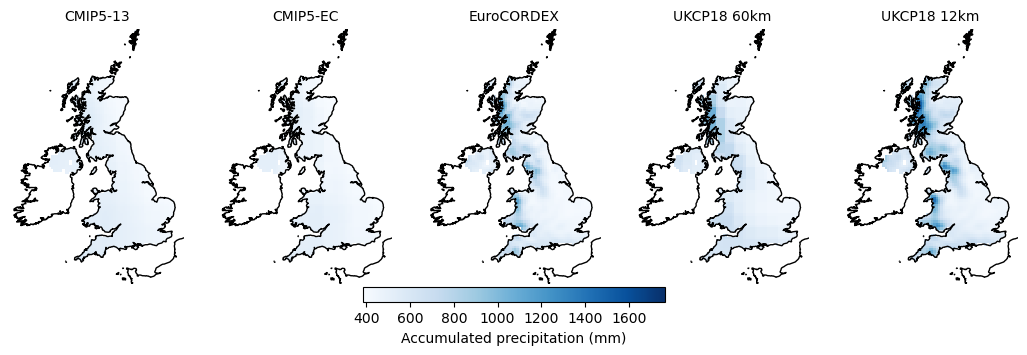 CMIP5-13 CMIP5-EC EuroCORDEX UKCP18 60km UKCP18 12km
400 600 800 1000 1200 1400 1600
Accumulated precipitation (mm)